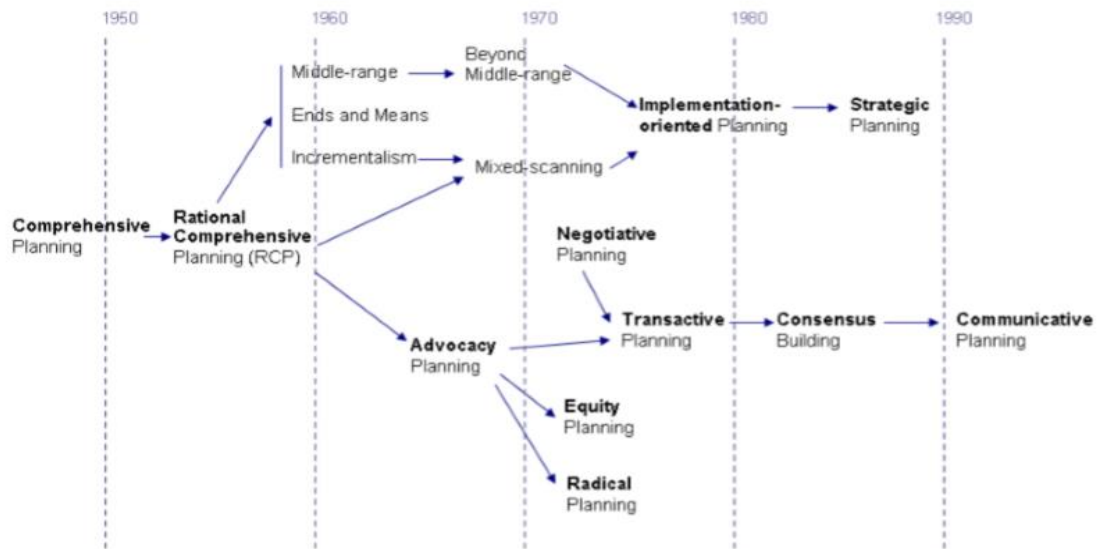 1950
1960
1970
1980
1990
Middle-range
Beyond
Middle-range
Ends and Means
Incrementalism
Mixed-scanning
Implementation-
oriented Planning
Strategic
Planning
Comprehensive
Planning
Rational
Comprehensive
Planning (RCP)
Negotiative
Planning
Advocacy
Planning
Transactive
Planning
Consensus
Building
Communicative
Planning
Equity
Planning
Radical
Planning